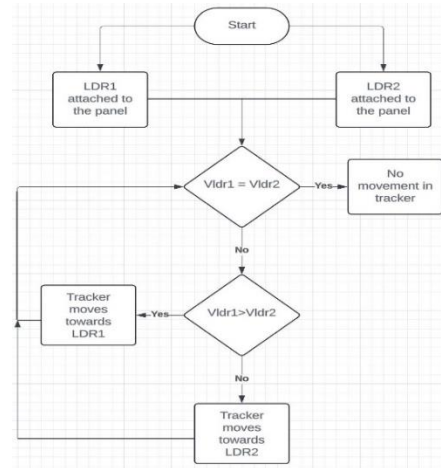 Start
LDR1
attached to
the panel
LDR2
attached to
the panel
Vldr1 = Vldr2
Yes
No
movement in
tracker
No
Vldr1>Vldr2
Yes
Tracker
moves
towards
LDR1
No
Tracker
moves
towards
LDR2